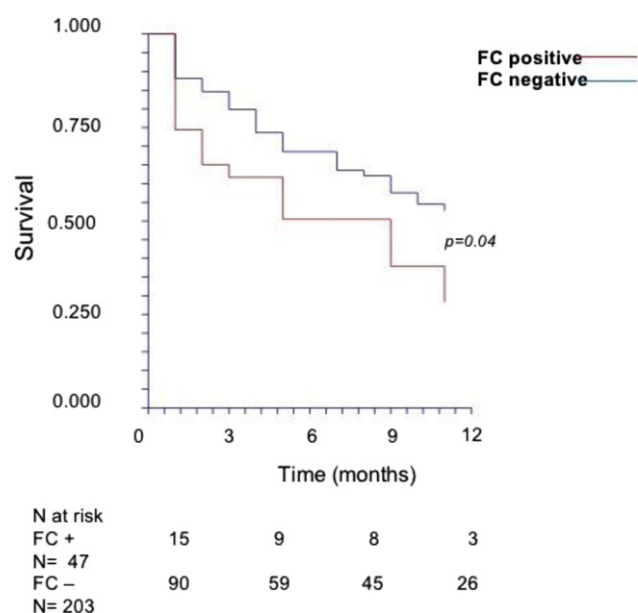 1.000
FC positive
FC negative
0.750
Survival
0.500
p=0.04
0.250
0.000
0 3 6 9 12
Time (months)
N at risk
FC + 15 9 8 3
N= 47
FC – 90 59 45 26
N= 203